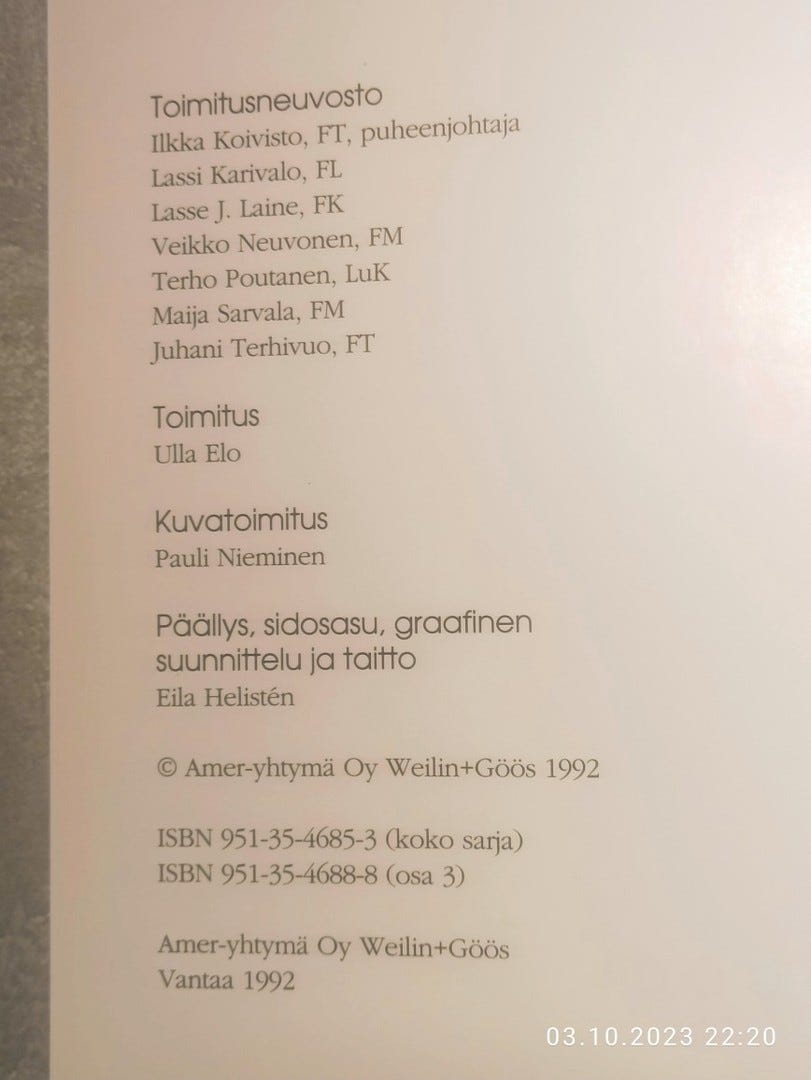 Toimitusneuvosto
Ilkka Koivisto, FT, puheenjohtaja
Lassi Karivalo, FL
Lasse J. Laine, FK
Veikko Neuvonen, FM
Terho Poutanen, LuK
Maija Sarvala, FM
Juhani Terhivuo, FT
Toimitus
Ulla Elo
Kuvatoimitus
Pauli Nieminen
Päällys, sidosasu, graafinen
suunnittelu ja taitto
Eila Helistén
© Amer-yhtymä Oy Weilin+Göös 1992
ISBN 951-35-4685-3 (koko sarja)
ISBN 951-35-4688-8 (osa 3)
Amer-yhtymä Oy Weilin+Göös
Vantaa 1992
03.10.2023 22:20